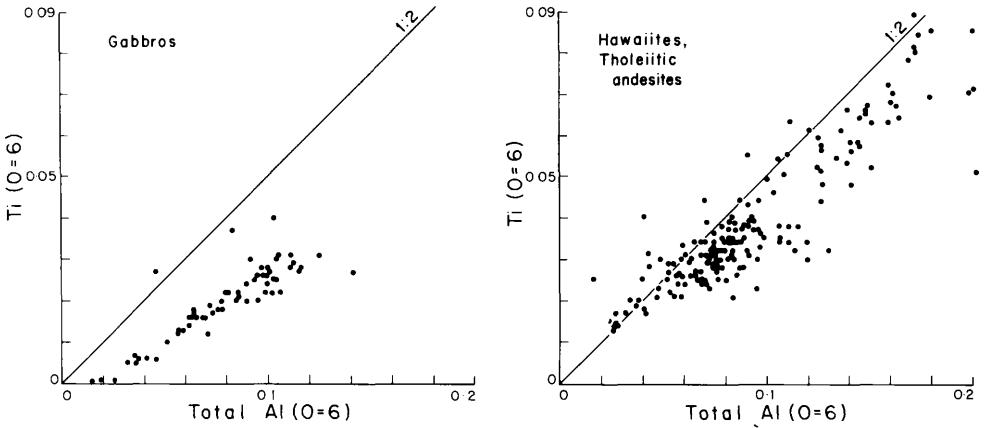 0.09
Gabbros
1:2
Ti (O=6)
0.05
0
0.1
0.2
Total Al (O=6)
0.09
Hawaiites,
Tholeiitic
andesites
1:2
Ti (O=6)
0.05
0
0
0.1
0.2
Total Al (O=6)